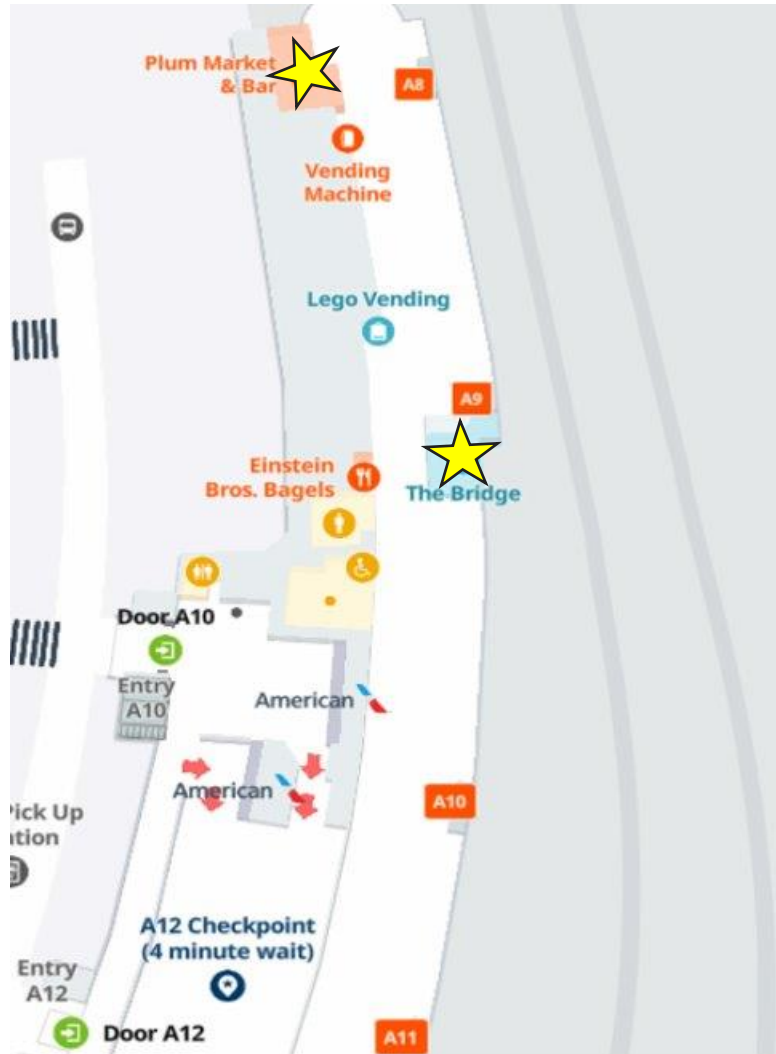 Plum Market
& Bar
A8
Vending
Machine
Lego Vending
A9
Einstein
Bros. Bagels
The Bridge
Door A10
Entry
A10
American
American
A10
Pick Up
A12 Checkpoint
(4 minute wait)
Entry
A12
Door A12
A11